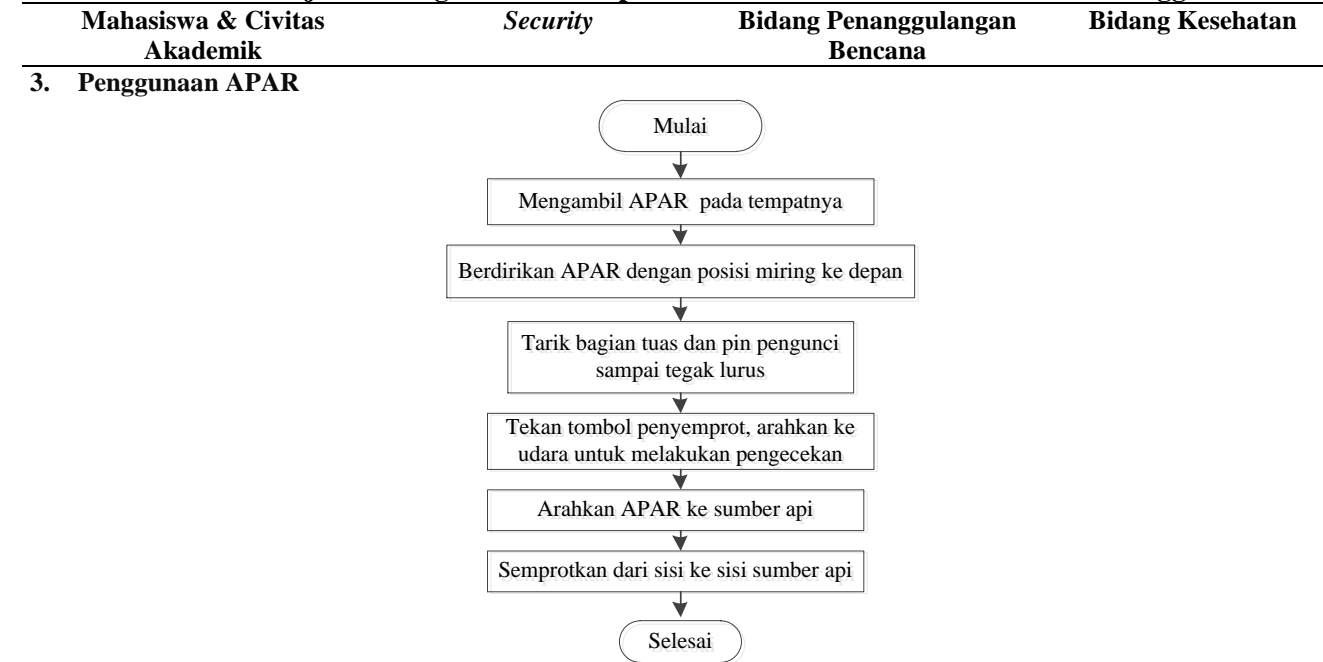 Mahasiswa & Civitas
Akademik
Security
Bidang Penanggulangan
Bencana
Bidang Kesehatan
3. Penggunaan APAR
Mulai
Mengambil APAR pada tempatnya
Berdirikan APAR dengan posisi miring ke depan
Tarik bagian tuas dan pin pengunci
sampai tegak lurus
Tekan tombol penyemprot, arahkan ke
udara untuk melakukan pengecekan
Arahkan APAR ke sumber api
Semprotkan dari sisi ke sisi sumber api
Selesai